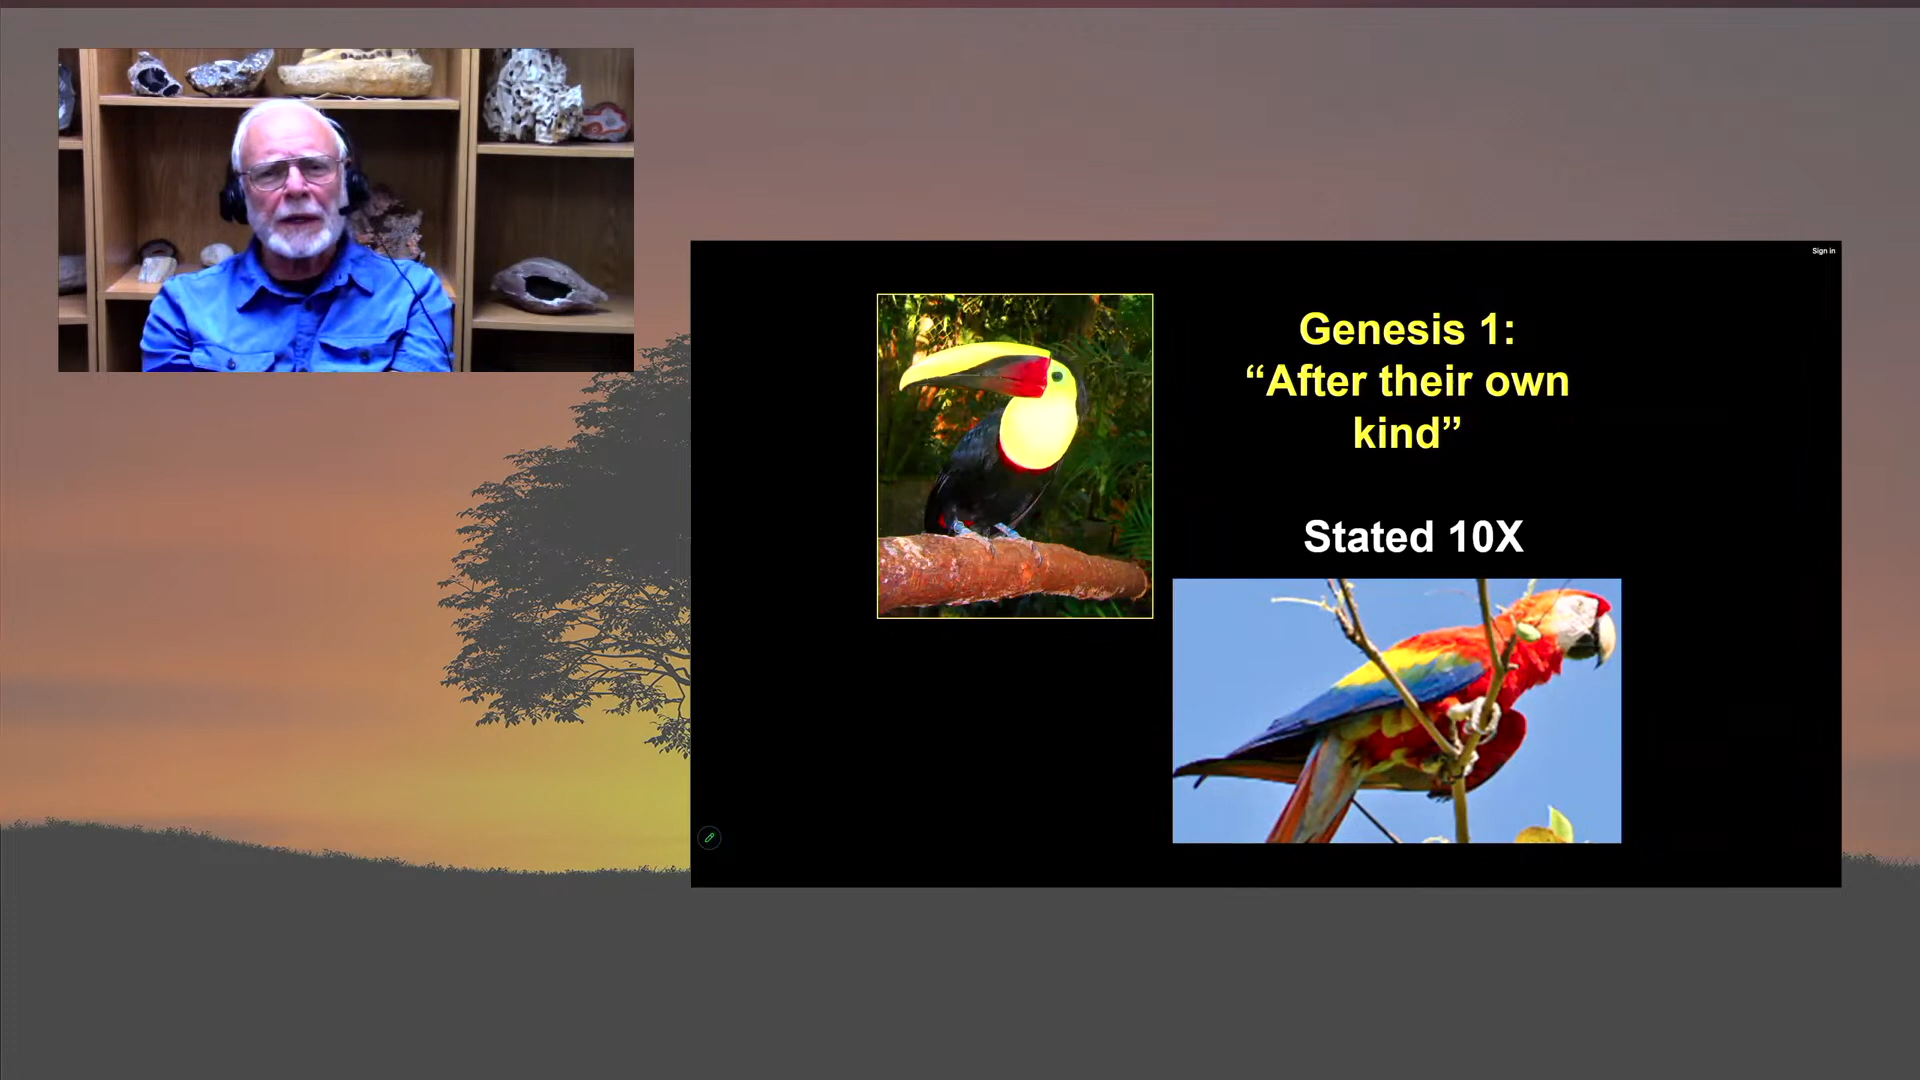 Sign in
Genesis 1:
“After their own
kind”
Stated 10X